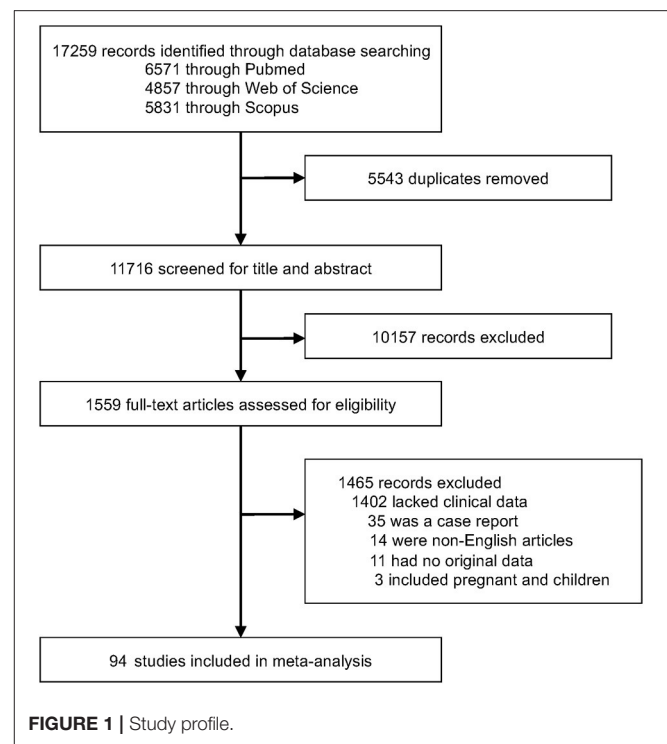 17259 records identified through database searching
6571 through Pubmed
4857 through Web of Science
5831 through Scopus
5543 duplicates removed
11716 screened for title and abstract
10157 records excluded
1559 full-text articles assessed for eligibility
1465 records excluded
1402 lacked clinical data
35 was a case report
14 were non-English articles
11 had no original data
3 included pregnant and children
94 studies included in meta-analysis
FIGURE 1 | Study profile.